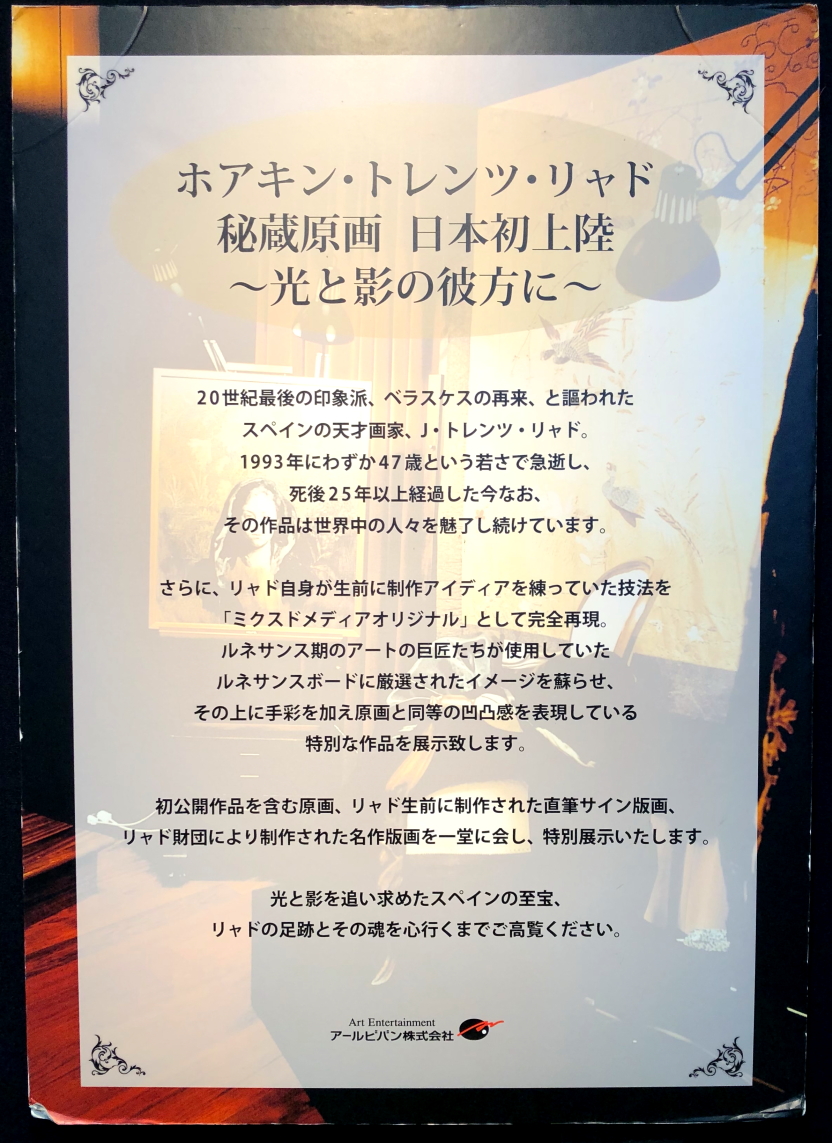 ホアキン・トレンツ・リャド
秘蔵原画 日本初上陸
～光と影の彼方に～
20世紀最後の印象派、ベラスケスの再来、と謳われた
スペインの天才画家、J・トレンツ・リャド。
1993年にわずか47歳という若さで急逝し、
死後25年以上経過した今なお、
その作品は世界中の人々を魅了し続けています。
さらに、リャド自身が生前に制作アイディアを練っていた技法を
「ミクスドメディアオリジナル」として完全再現。
ルネサンス期のアートの巨匠たちが使用していた
ルネサンスボードに厳選されたイメージを蘇らせ、
その上に手彩を加え原画と同等の凹凸感を表現している
特別な作品を展示致します。
初公開作品を含む原画、リャド生前に制作された直筆サイン版画、
リャド財団により制作された名作版画を一堂に会し、特別展示いたします。
光と影を追い求めたスペインの至宝、
リャドの足跡とその魂を心行くまでご高覧ください。
Art Entertainment
アールビバン株式会社